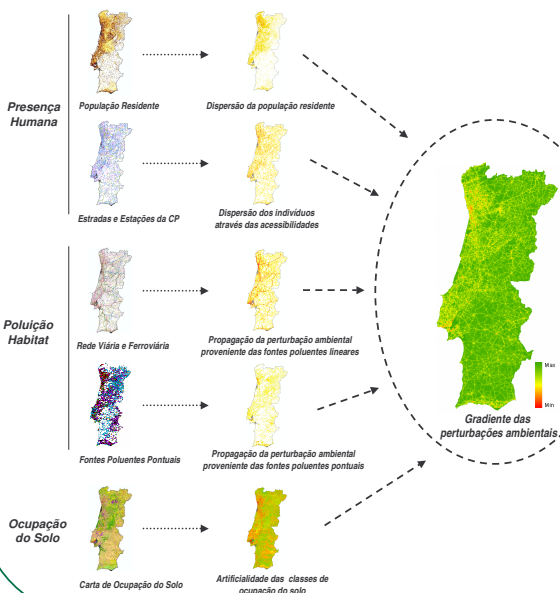 Presença
Humana
População Residente
Dispersão da população residente
Estradas e Estações da CP
Dispersão dos indivíduos
através das acessibilidades
Poluição
Habitat
Rede Viária e Ferroviária
Propagação da perturbação ambiental
proveniente das fontes poluentes lineares
Fontes Poluentes Pontuais
Propagação da perturbação ambiental
proveniente das fontes poluentes pontuais
Ocupação
do Solo
Carta de Ocupação do Solo
Artificialidade das classes de
ocupação do solo
Max
Min
Gradiente das
perturbações ambientais.